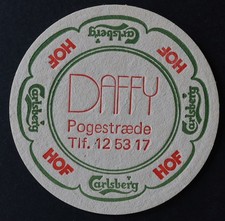 Carlsberg
HOF
Carlsberg
HOF
Carlsberg
HOF
Carlsberg
HOF
DAFFY
Pogestræde
Tlf. 12 53 17